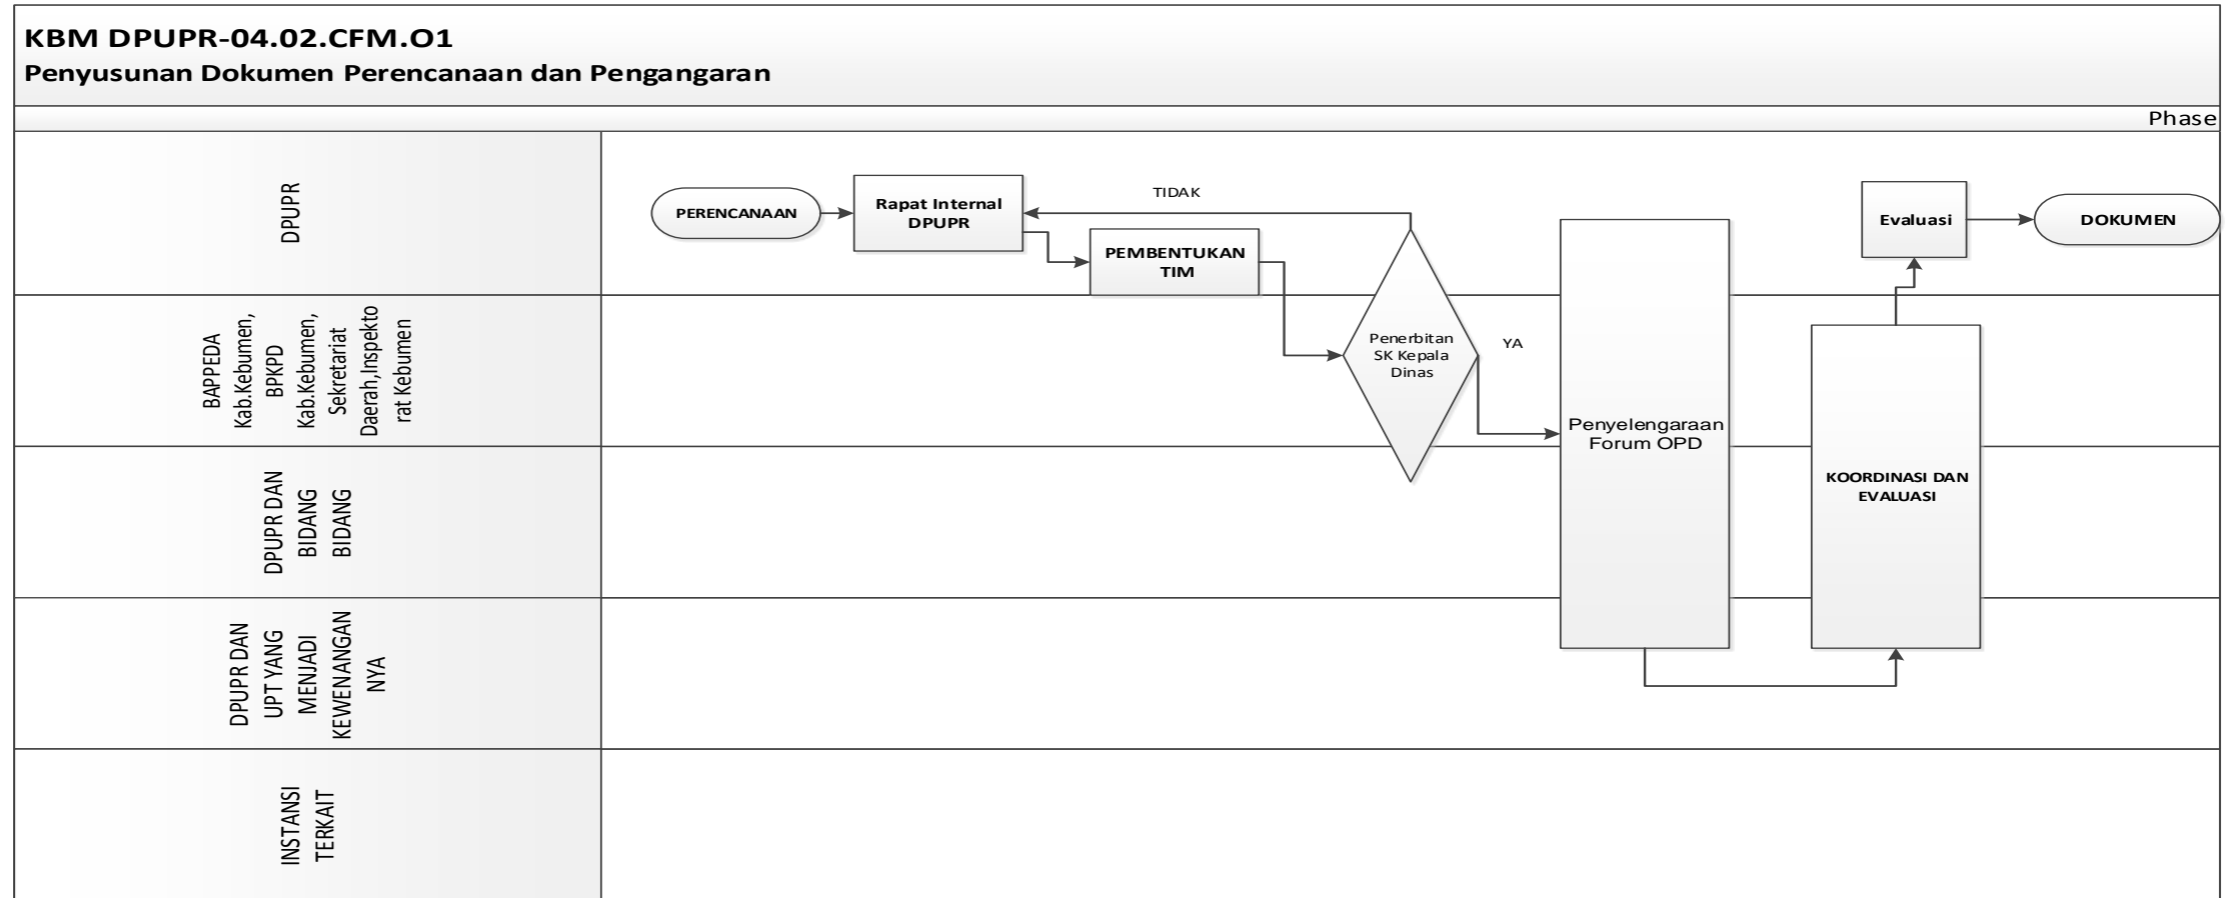 KBM DPUPR-04.02.CFM.O1
Penyusunan Dokumen Perencanaan dan Pengangaran
Phase
DPUPR
PERENCANAAN
Rapat Internal
DPUPR
TIDAK
PEMBENTUKAN
TIM
Evaluasi
DOKUMEN
BAPPEDA
Kab.Kebumen,
BPKPD
Kab.Kebumen,
Sekretariat
Daerah,Inspekto
rat Kebumen
Penerbitan
SK Kepala
Dinas
YA
Penyelengaraan
Forum OPD
DPUPR DAN
BIDANG
BIDANG
KOORDINASI DAN
EVALUASI
DPUPR DAN
UPT YANG
MENJADI
KEWENANGAN
NYA
INSTANSI
TERKAIT